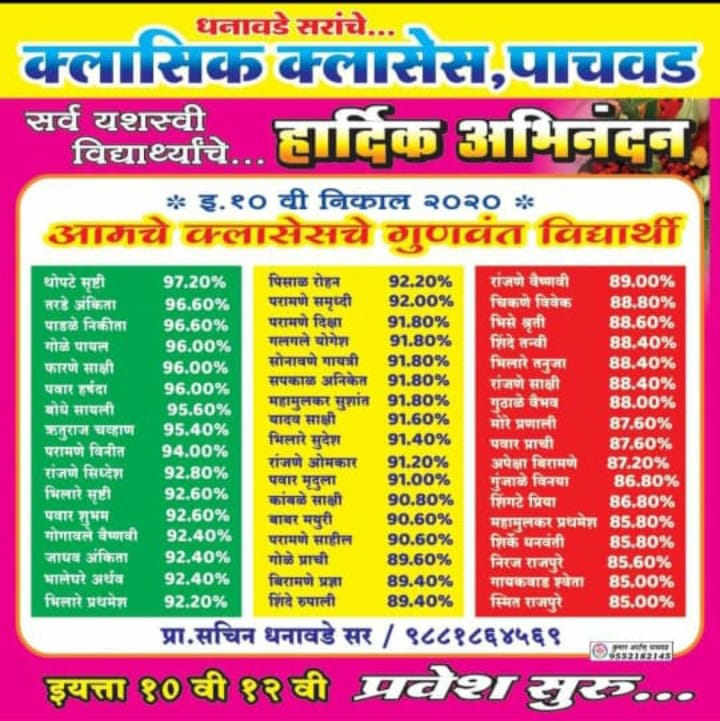 धनावडे सरांचे...
क्लासिक क्लासेस, पाचवड
सर्व यशस्वी
विद्यार्थ्यांचे... हार्दिक अभिनंदन
* इ.१० वी निकाल २०२० *
आमचे क्लासेसचे गुणवंत विद्यार्थी
थोपटे सृष्टी 97.20%
तरडे अंकिता 96.60%
पाडळे निकीता 96.60%
गोळे पायल 96.00%
फारणे साक्षी 96.00%
पवार हर्षदा 96.00%
बोधे सायली 95.60%
ऋतुराज चव्हाण 95.40%
परामणे विनीत 94.00%
रांजणे सिध्देश 92.80%
भिलारे सृष्टी 92.60%
पवार शुभम 92.60%
गोगावले वैष्णवी 92.40%
जाधव अंकिता 92.40%
भालेघरे अर्थव 92.40%
भिलारे प्रथमेश 92.20%
पिसाळ रोहन 92.20%
परामणे समृध्दी 92.00%
परामणे दिक्षा 91.80%
गलगले योगेश 91.80%
सोनावणे गायत्री 91.80%
सपकाळ अनिकेत 91.80%
महामुलकर सुशांत 91.80%
यादव साक्षी 91.60%
भिलारे सुदेश 91.40%
रांजणे ओमकार 91.20%
पवार मृदुला 91.00%
कांबळे साक्षी 90.80%
बाबर मयुरी 90.60%
परामणे साहील 90.60%
गोळे प्राची 89.60%
बिरामणे प्रज्ञा 89.40%
शिंदे रुपाली 89.40%
रांजणे वैष्णवी 89.00%
चिकणे विवेक 88.80%
भिसे श्रृती 88.60%
शिंदे तन्वी 88.40%
भिलारे तनुजा 88.40%
रांजणे साक्षी 88.40%
गुठाळे वैभव 88.00%
मोरे प्रणाली 87.60%
पवार प्राची 87.60%
अपेक्षा बिरामणे 87.20%
गुंजाळे विनया 86.80%
शिंगटे प्रिया 86.80%
महामुलकर प्रथमेश 85.80%
शिर्के धनवंती 85.80%
निरज राजपुरे 85.60%
गायकवाड श्वेता 85.00%
स्मित राजपुरे 85.00%
प्रा.सचिन धनावडे सर / ९८८१८६४५६९
कुमार आर्टस् पाचवड
9552182145
इयत्ता १० वी १२ वी प्रवेश सुरु...